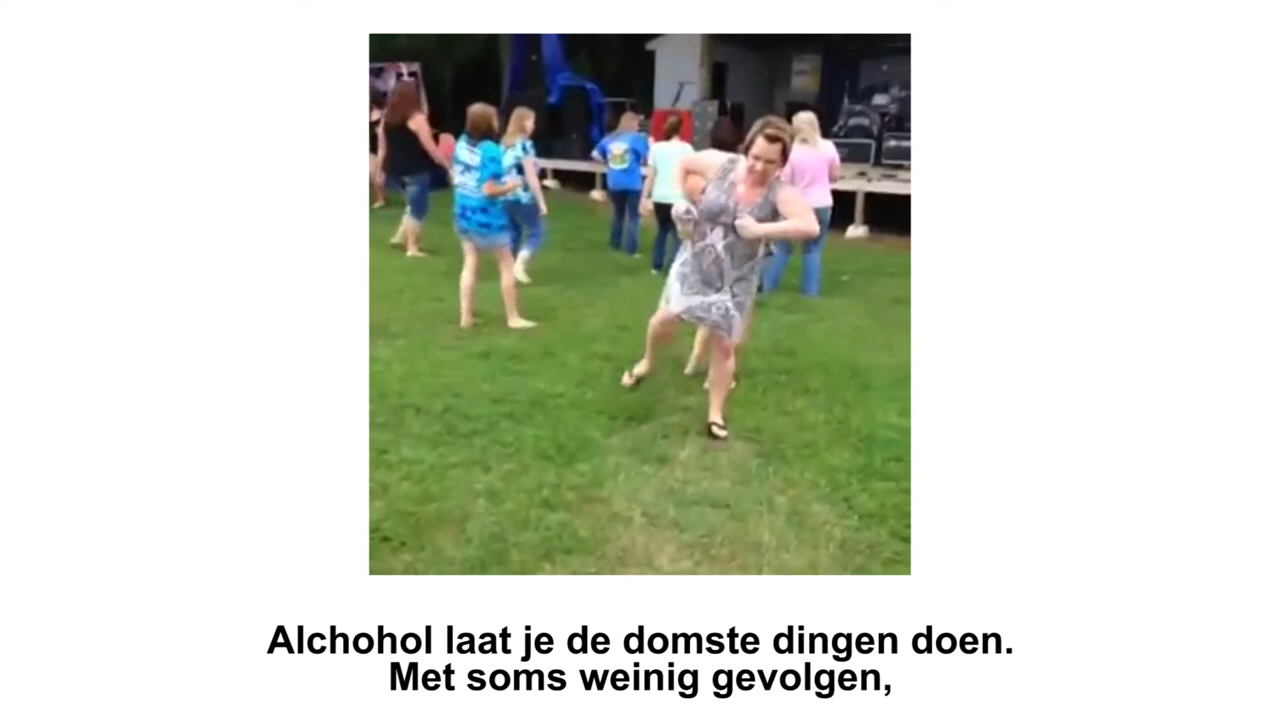 Alchohol laat je de domste dingen doen.
Met soms weinig gevolgen,